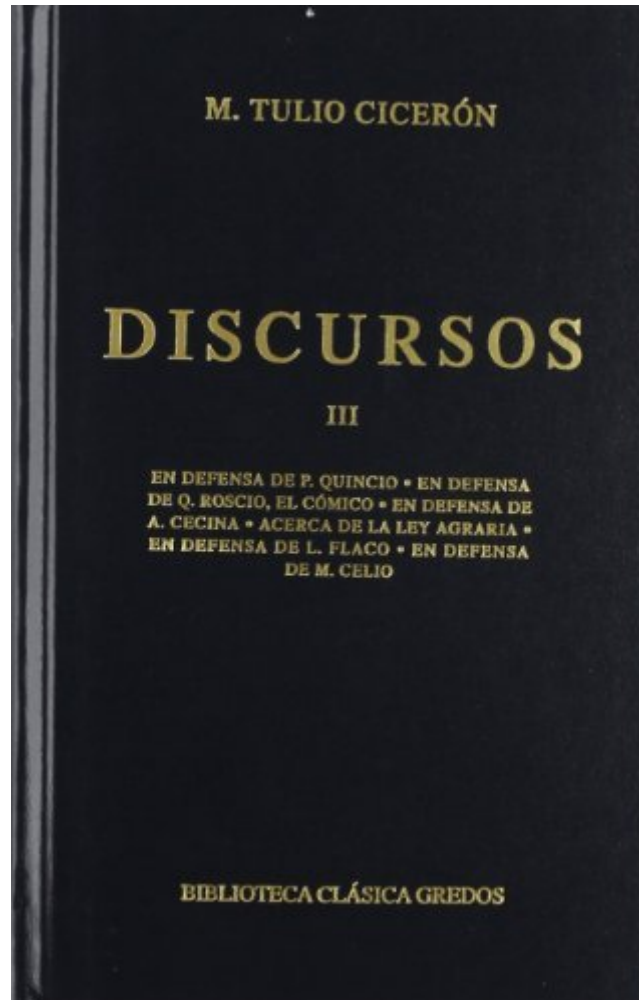 M. TULIO CICERÓN
DISCURSOS
III
EN DEFENSA DE P. QUINCIO • EN DEFENSA
DE Q. ROSCIO, EL CÓMICO • EN DEFENSA DE
A. CECINA • ACERCA DE LA LEY AGRARIA •
EN DEFENSA DE L. FLACO • EN DEFENSA
DE M. CELIO
BIBLIOTECA CLÁSICA GREDOS